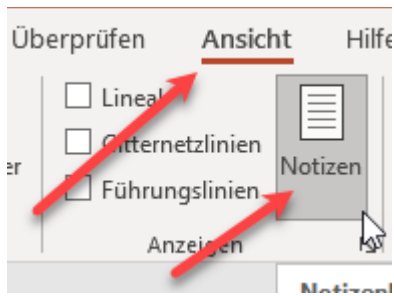 Überprüfen Ansicht Hilfe
Lineal
Gitternetzlinien
Führungslinien
Notizen
Anzeigen